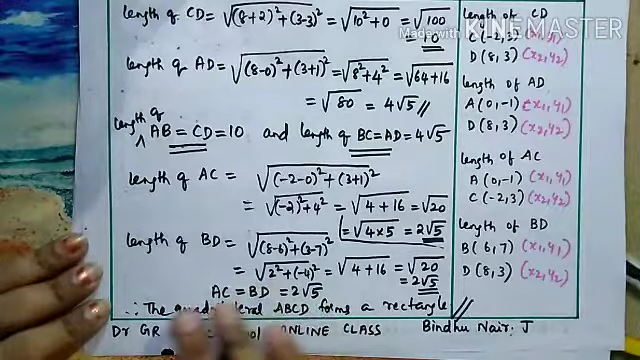 length of CD = √(8+2)² + (3-3)² = √10² + 0 = √100
= 10
length of AD = √(8-0)² + (3+1)² = √8² + 4² = √64+16
= √80 = 4√5 //
length of
^ AB = CD = 10 and length of BC = AD = 4√5
length of AC = √(-2-0)² + (3+1)²
= √(-2)² + 4² = √4 + 16 = √20
= √4×5 = 2√5
length of BD = √(8-6)² + (3-7)²
= √2² + (-4)² = √4 + 16 = √20
= 2√5
AC = BD = 2√5
∴ The quadrilateral ABCD forms a rectangle //
Dr GR ONLINE CLASS Bindhu Nair. J
length of CD
C(-2,3) (x1,y1)
D(8,3) (x2,y2)
length of AD
A(0,-1) (x1,y1)
D(8,3) (x2,y2)
length of AC
A(0,-1) (x1,y1)
C(-2,3) (x2,y2)
length of BD
B(6,7) (x1,y1)
D(8,3) (x2,y2)
Made with
KINEMASTER